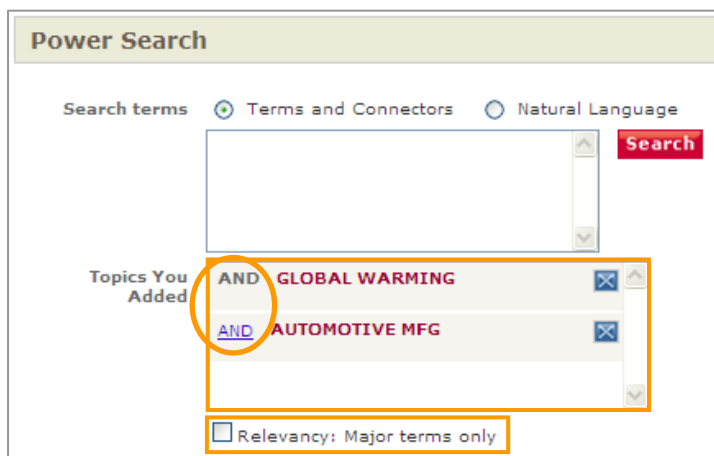 Power Search
Search terms Terms and Connectors Natural Language
Search
Topics You Added AND GLOBAL WARMING
AND AUTOMOTIVE MFG
Relevancy: Major terms only